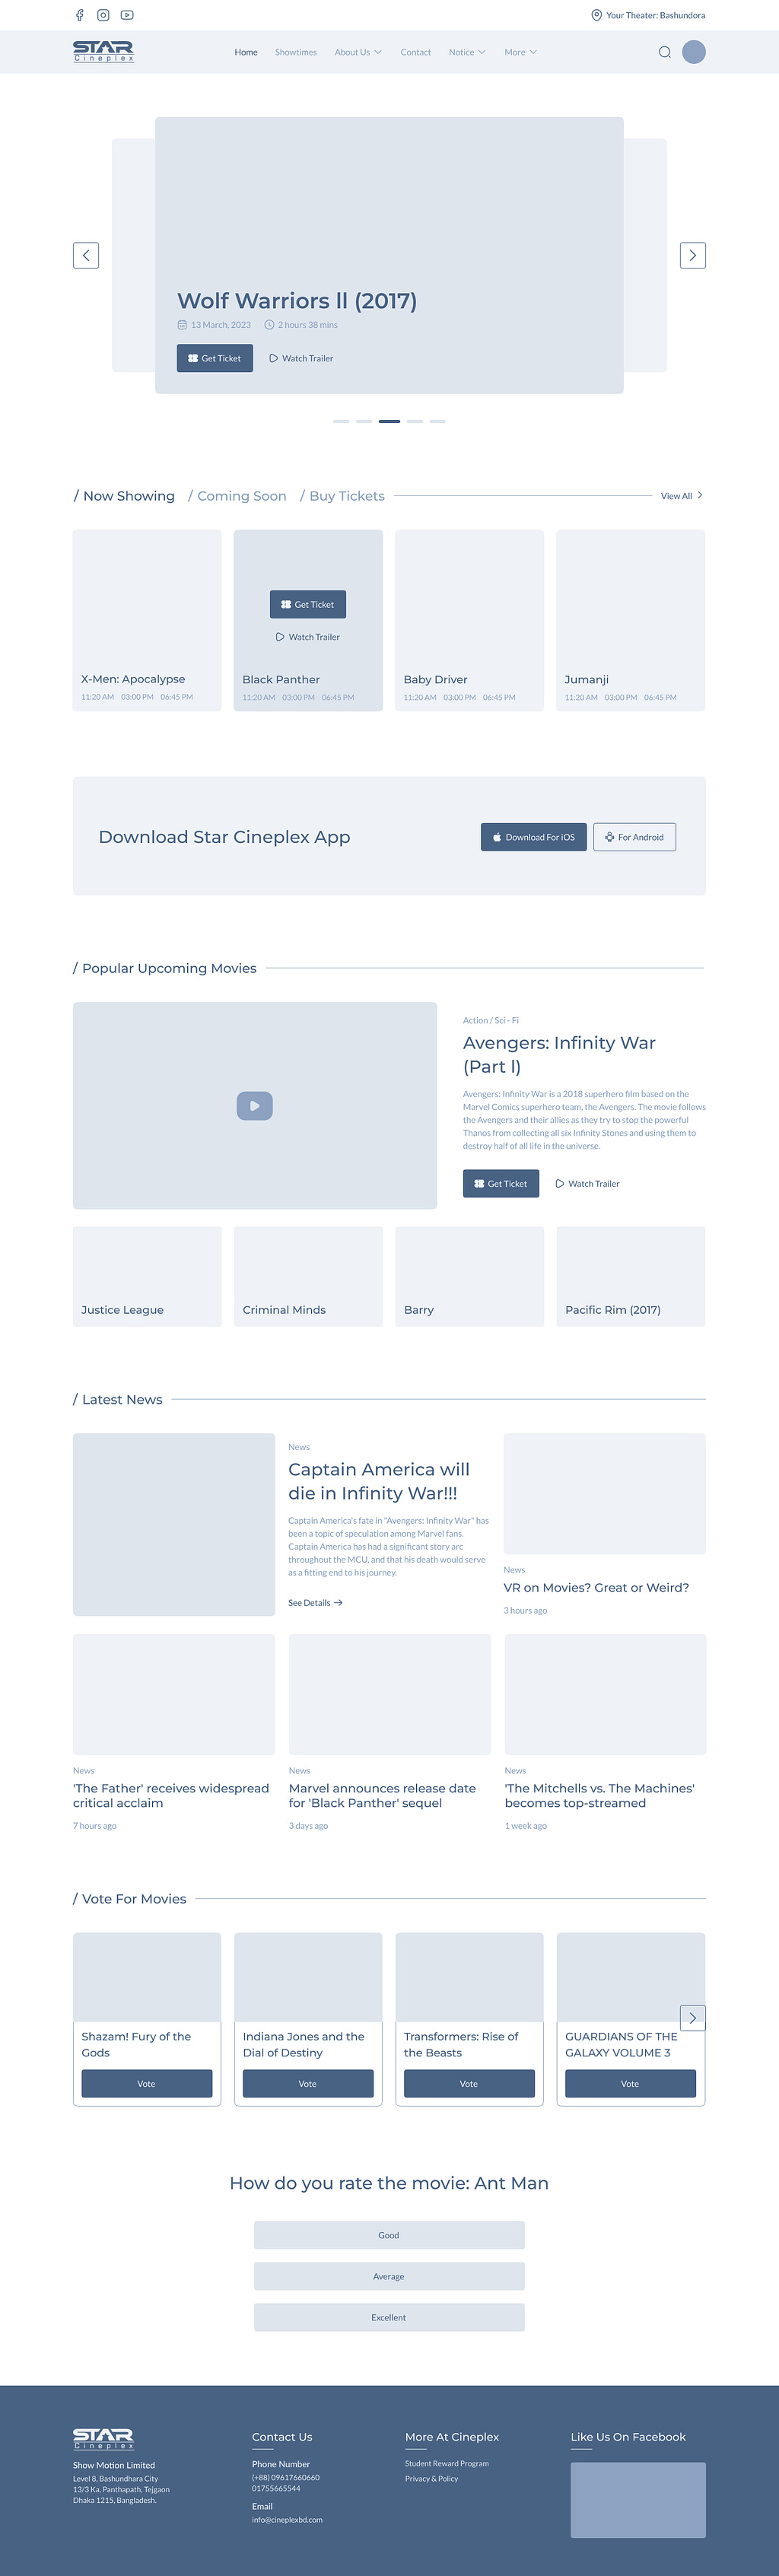 Your Theater: Bashundora
STAR
Cineplex
Home Showtimes About Us Contact Notice More
Wolf Warriors ll (2017)
13 March, 2023 2 hours 38 mins
Get Ticket Watch Trailer
/ Now Showing / Coming Soon / Buy Tickets View All
Get Ticket
Watch Trailer
X-Men: Apocalypse
11:20 AM 03:00 PM 06:45 PM
Black Panther
11:20 AM 03:00 PM 06:45 PM
Baby Driver
11:20 AM 03:00 PM 06:45 PM
Jumanji
11:20 AM 03:00 PM 06:45 PM
Download Star Cineplex App
Download For iOS For Android
/ Popular Upcoming Movies
Action / Sci - Fi
Avengers: Infinity War
(Part l)
Avengers: Infinity War is a 2018 superhero film based on the
Marvel Comics superhero team, the Avengers. The movie follows
the Avengers and their allies as they try to stop the powerful
Thanos from collecting all six Infinity Stones and using them to
destroy half of all life in the universe.
Get Ticket Watch Trailer
Justice League
Criminal Minds
Barry
Pacific Rim (2017)
/ Latest News
News
Captain America will
die in Infinity War!!!
Captain America's fate in "Avengers: Infinity War" has
been a topic of speculation among Marvel fans.
Captain America has had a significant story arc
throughout the MCU, and that his death would serve
as a fitting end to his journey.
See Details
News
VR on Movies? Great or Weird?
3 hours ago
News
'The Father' receives widespread
critical acclaim
7 hours ago
News
Marvel announces release date
for 'Black Panther' sequel
3 days ago
News
'The Mitchells vs. The Machines'
becomes top-streamed
1 week ago
/ Vote For Movies
Shazam! Fury of the
Gods
Vote
Indiana Jones and the
Dial of Destiny
Vote
Transformers: Rise of
the Beasts
Vote
GUARDIANS OF THE
GALAXY VOLUME 3
Vote
How do you rate the movie: Ant Man
Good
Average
Excellent
STAR
Cineplex
Show Motion Limited
Level 8, Bashundhara City
13/3 Ka, Panthapath, Tejgaon
Dhaka 1215, Bangladesh.
Contact Us
Phone Number
(+88) 09617660660
01755665544
Email
info@cineplexbd.com
More At Cineplex
Student Reward Program
Privacy & Policy
Like Us On Facebook